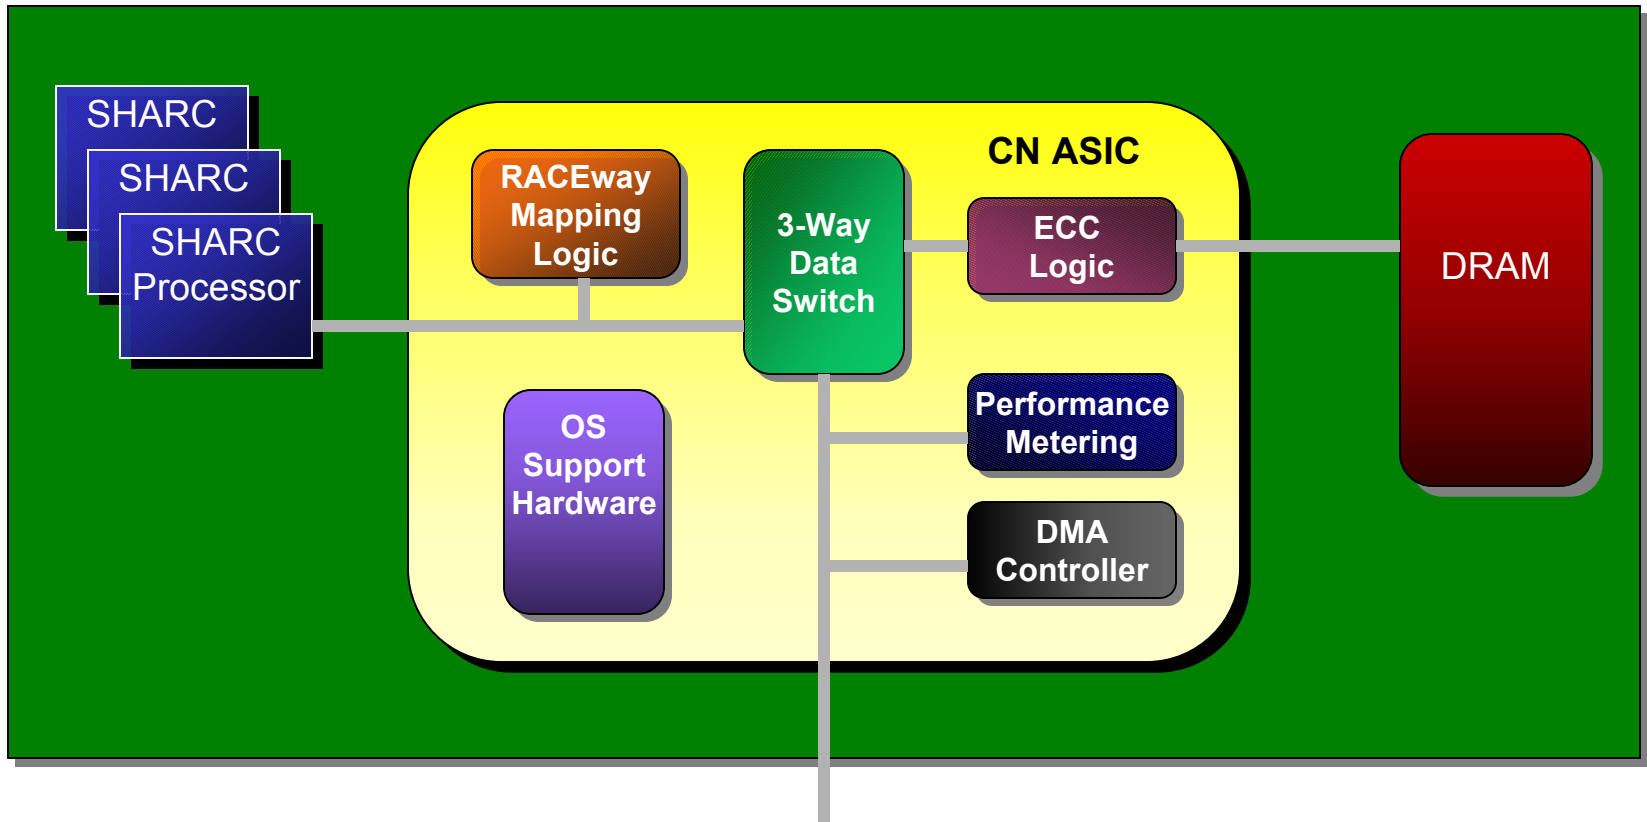 SHARC
SHARC
SHARC
Processor
RACEway
Mapping
Logic
3-Way
Data
Switch
CN ASIC
ECC
Logic
DRAM
OS
Support
Hardware
Performance
Metering
DMA
Controller